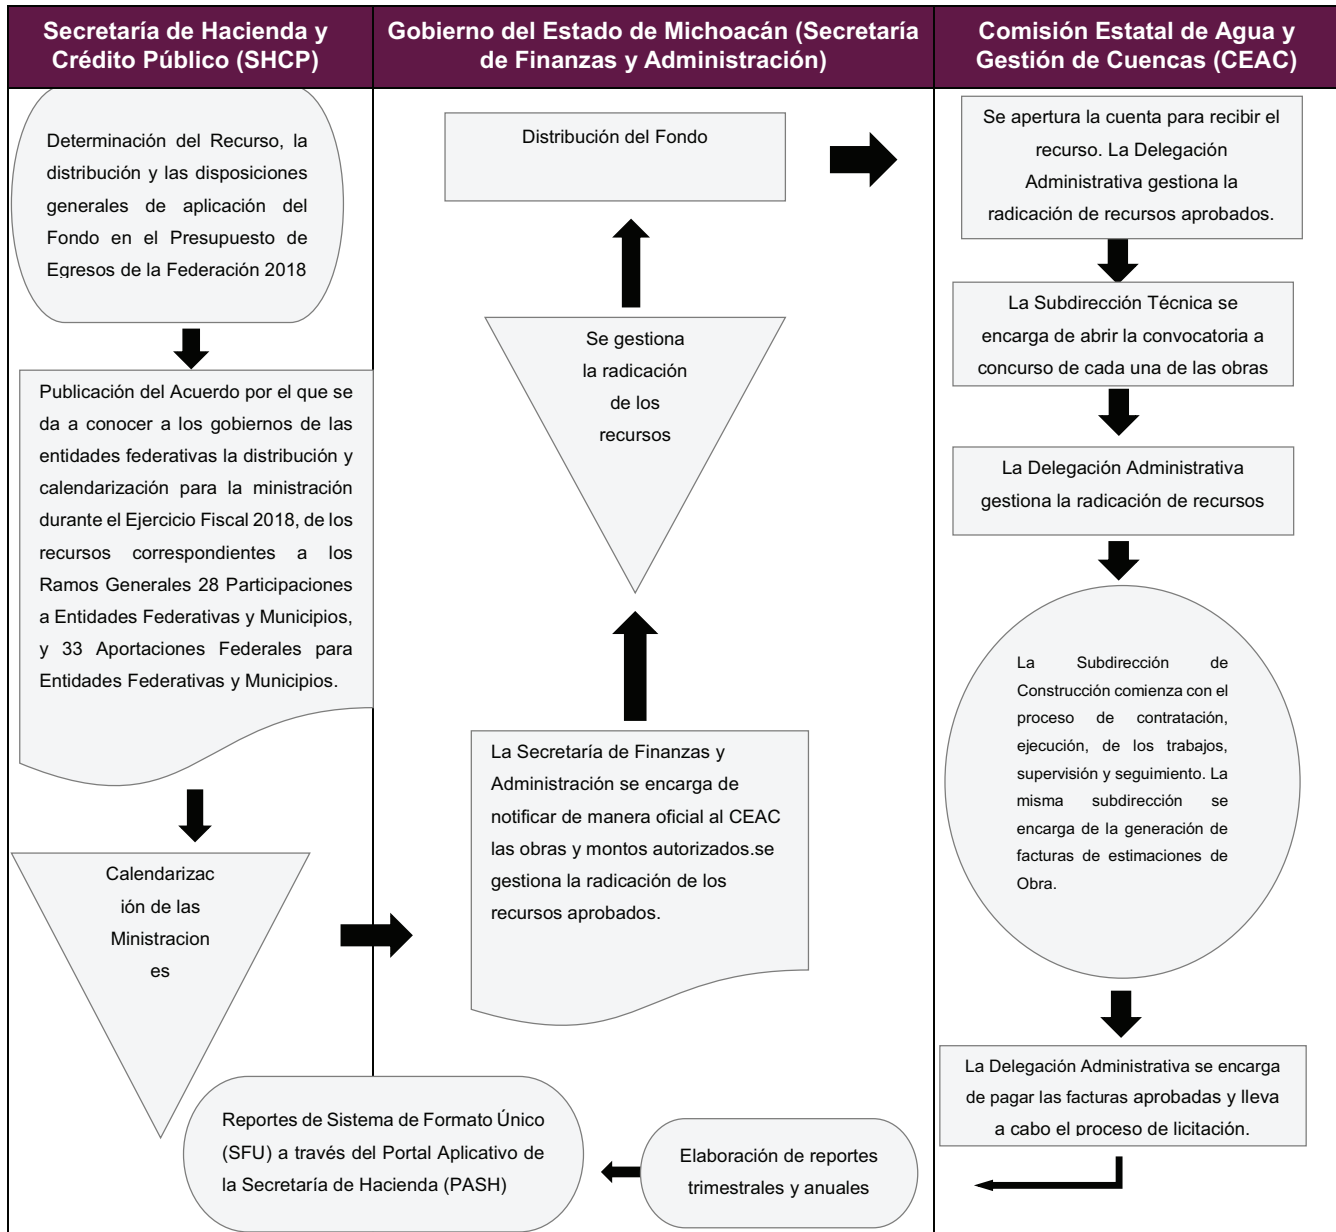 Secretaría de Hacienda y
Crédito Público (SHCP)
Gobierno del Estado de Michoacán (Secretaría
de Finanzas y Administración)
Comisión Estatal de Agua y
Gestión de Cuencas (CEAC)
Determinación del Recurso, la
distribución y las disposiciones
generales de aplicación del
Fondo en el Presupuesto de
Egresos de la Federación 2018
Publicación del Acuerdo por el que se
da a conocer a los gobiernos de las
entidades federativas la distribución y
calendarización para la ministración
durante el Ejercicio Fiscal 2018, de los
recursos correspondientes a los
Ramos Generales 28 Participaciones
a Entidades Federativas y Municipios,
y 33 Aportaciones Federales para
Entidades Federativas y Municipios.
Calendarizac
ión de las
Ministracion
es
Distribución del Fondo
Se gestiona
la radicación
de los
recursos
La Secretaría de Finanzas y
Administración se encarga de
notificar de manera oficial al CEAC
las obras y montos autorizados.se
gestiona la radicación de los
recursos aprobados.
Se apertura la cuenta para recibir el
recurso. La Delegación
Administrativa gestiona la
radicación de recursos aprobados.
La Subdirección Técnica se
encarga de abrir la convocatoria a
concurso de cada una de las obras
La Delegación Administrativa
gestiona la radicación de recursos
La Subdirección de
Construcción comienza con el
proceso de contratación,
ejecución, de los trabajos,
supervisión y seguimiento. La
misma subdirección se
encarga de la generación de
facturas de estimaciones de
Obra.
La Delegación Administrativa se encarga
de pagar las facturas aprobadas y lleva
a cabo el proceso de licitación.
Elaboración de reportes
trimestrales y anuales
Reportes de Sistema de Formato Único
(SFU) a través del Portal Aplicativo de
la Secretaría de Hacienda (PASH)